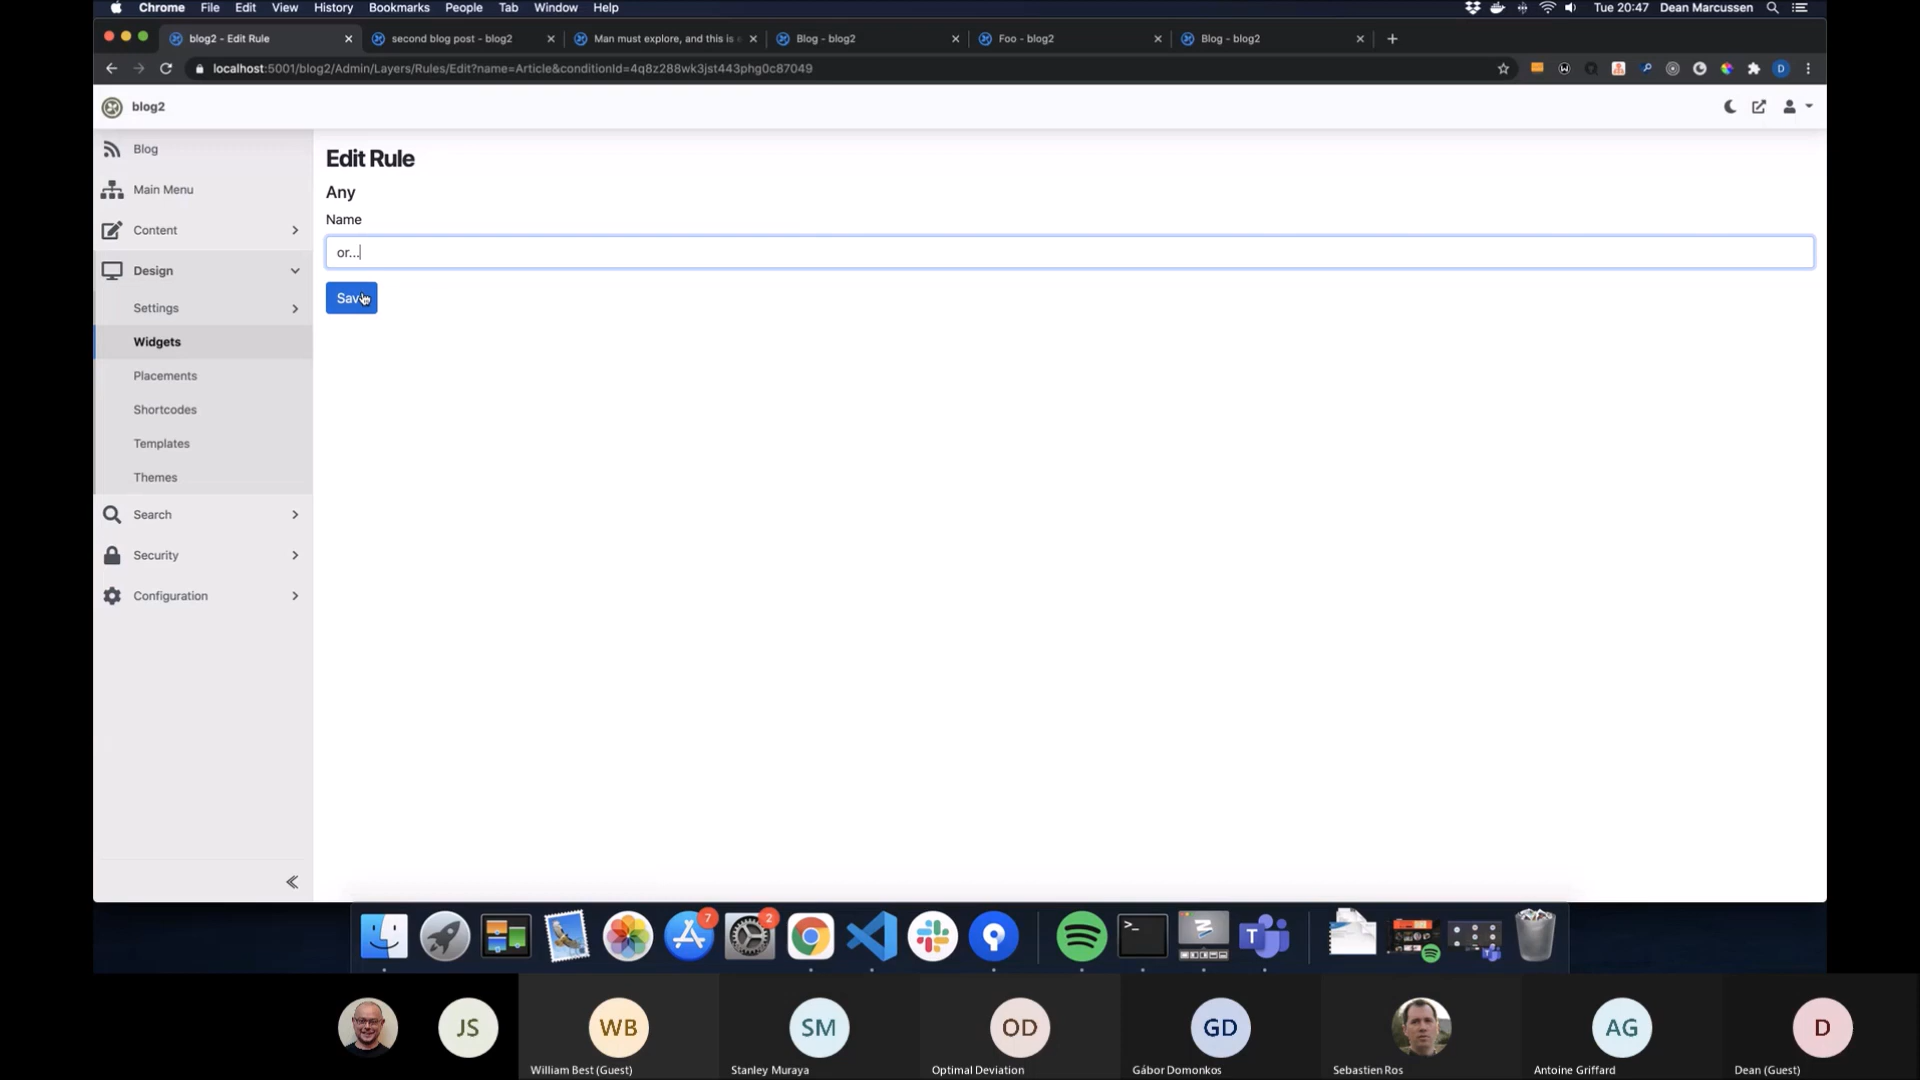 Chrome File Edit View History Bookmarks People Tab Window Help Tue 20:47 Dean Marcussen
blog2 - Edit Rule second blog post - blog2 Man must explore, and this is Blog - blog2 Foo - blog2 Blog - blog2
localhost:5001/blog2/Admin/Layers/Rules/Edit?name=Article&conditionId=4q8z288wk3jst443phg0c87049
D
blog2
Blog
Main Menu
Content
Design
Settings
Widgets
Placements
Shortcodes
Templates
Themes
Search
Security
Configuration
Edit Rule
Any
Name
or...
Save
7
2
JS
WB
SM
OD
GD
AG
D
William Best (Guest)
Stanley Muraya
Optimal Deviation
Gábor Domonkos
Sebastien Ros
Antoine Griffard
Dean (Guest)